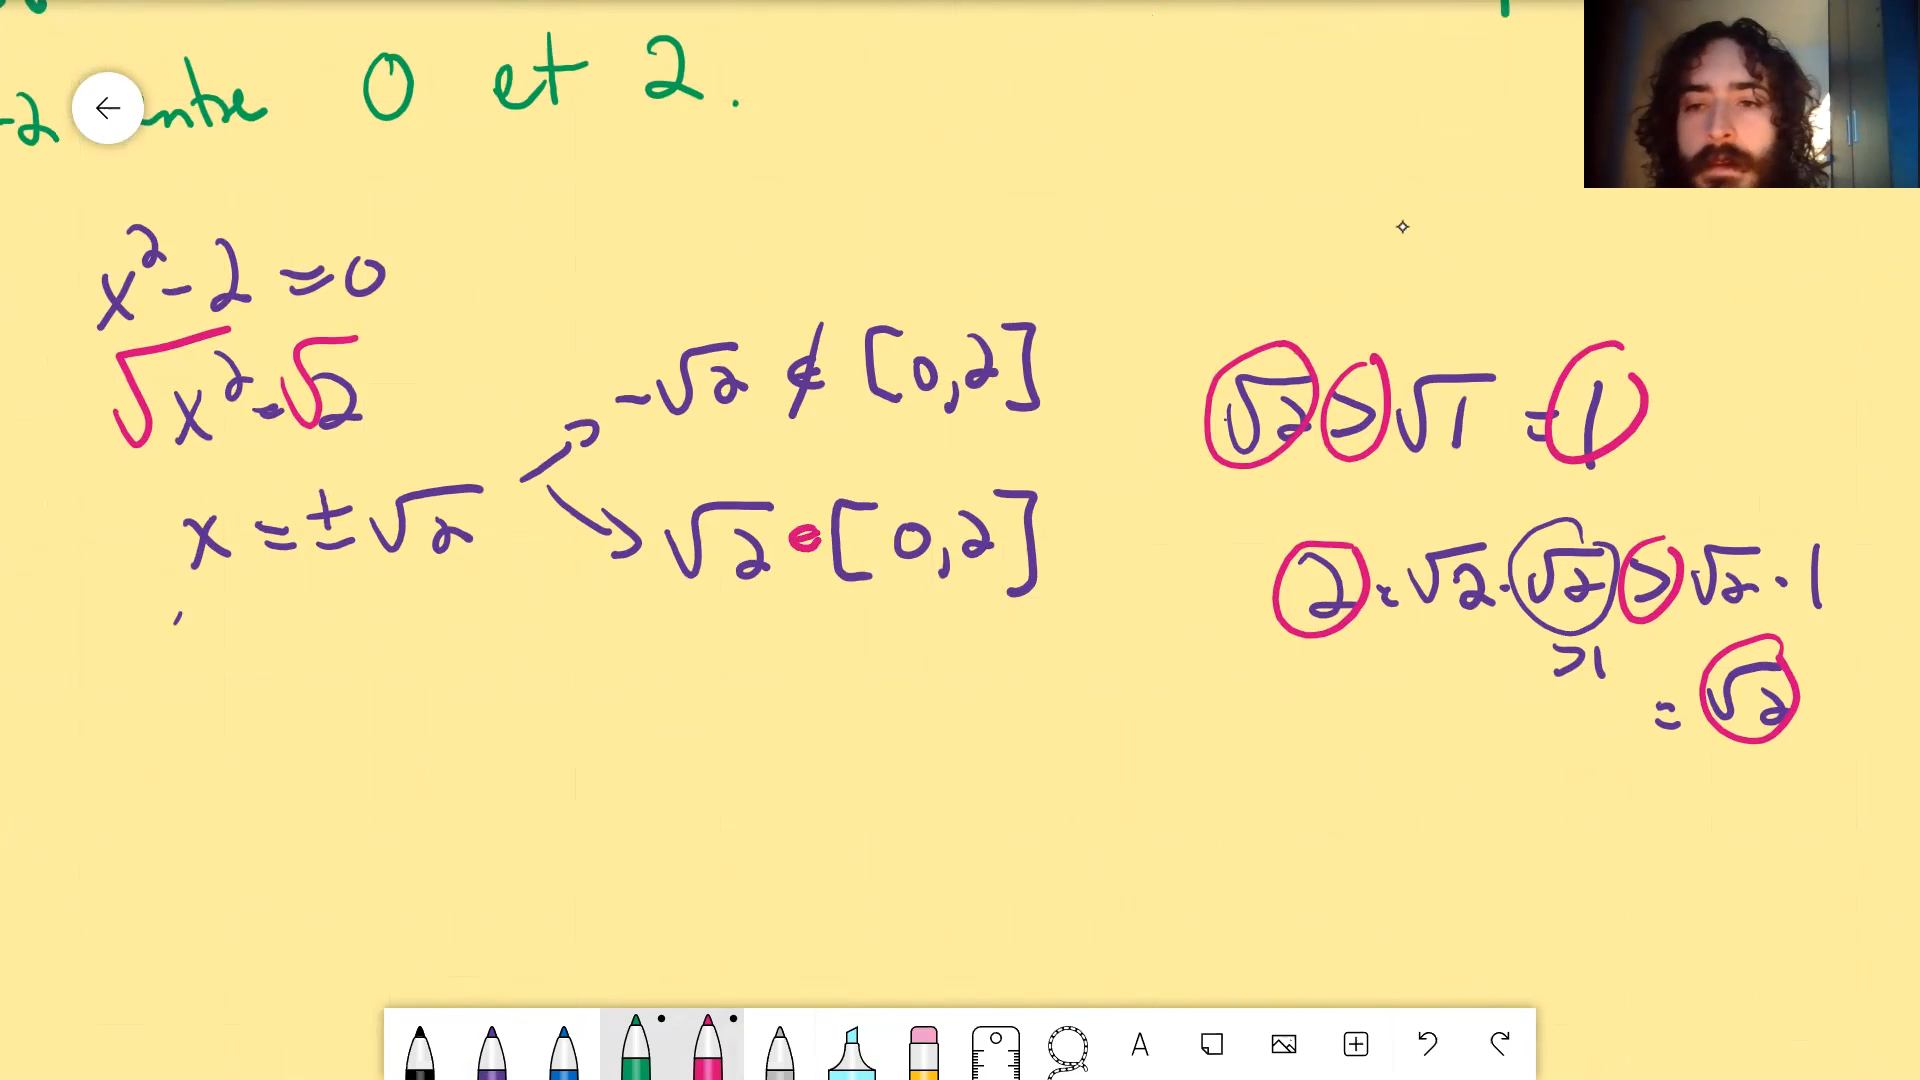 -2 entre 0 et 2.
x² - 2 = 0
√x² = √2
x = ± √2
-√2 ∉ [0,2]
√2 ∈ [0,2]
√2 > √1 = 1
2 = √2 · √2 > √2 · 1
>1
= √2
A